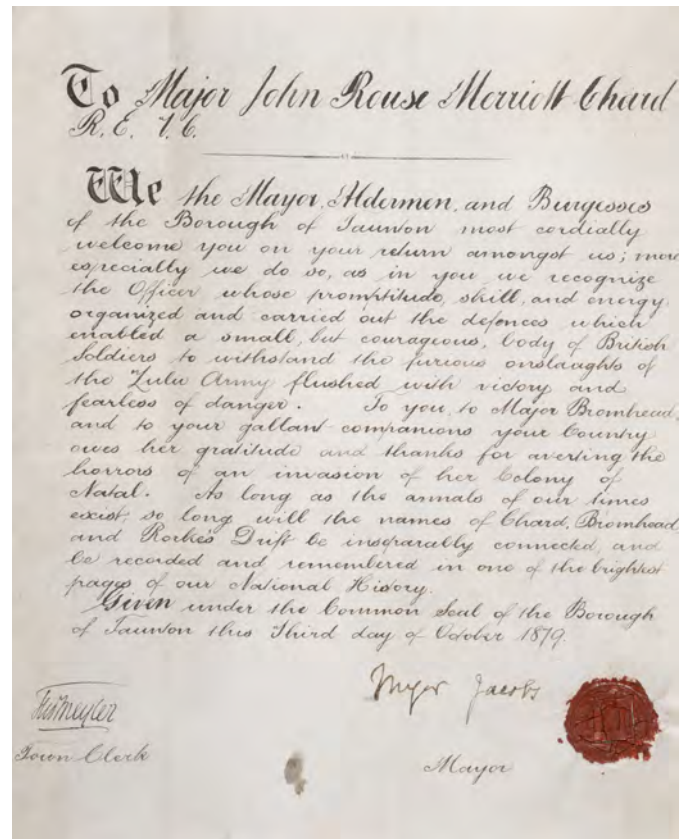 To Major John Rouse Merriott Chard
R. E. V. C.
We the Mayor, Aldermen, and Burgesses
of the Borough of Taunton most cordially
welcome you on your return amongst us; more
especially we do so, as in you we recognize
the Officer whose promptitude, skill, and energy
organized and carried out the defences which
enabled a small, but courageous, body of British
Soldiers to withstand the furious onslaughts of
the Zulu Army flushed with victory and
fearless of danger. To you, to Major Bromhead,
and to your gallant companions your Country
owes her gratitude and thanks for averting the
horrors of an invasion of her Colony of
Natal. As long as the annals of our times
exist, so long will the names of Chard, Bromhead
and Rorke's Drift be inseparably connected, and
be recorded and remembered in one of the brightest
pages of our National History.
Given under the Common Seal of the Borough
of Taunton this Third day of October 1879.
Myer Jacobs
Town Clerk
Mayor